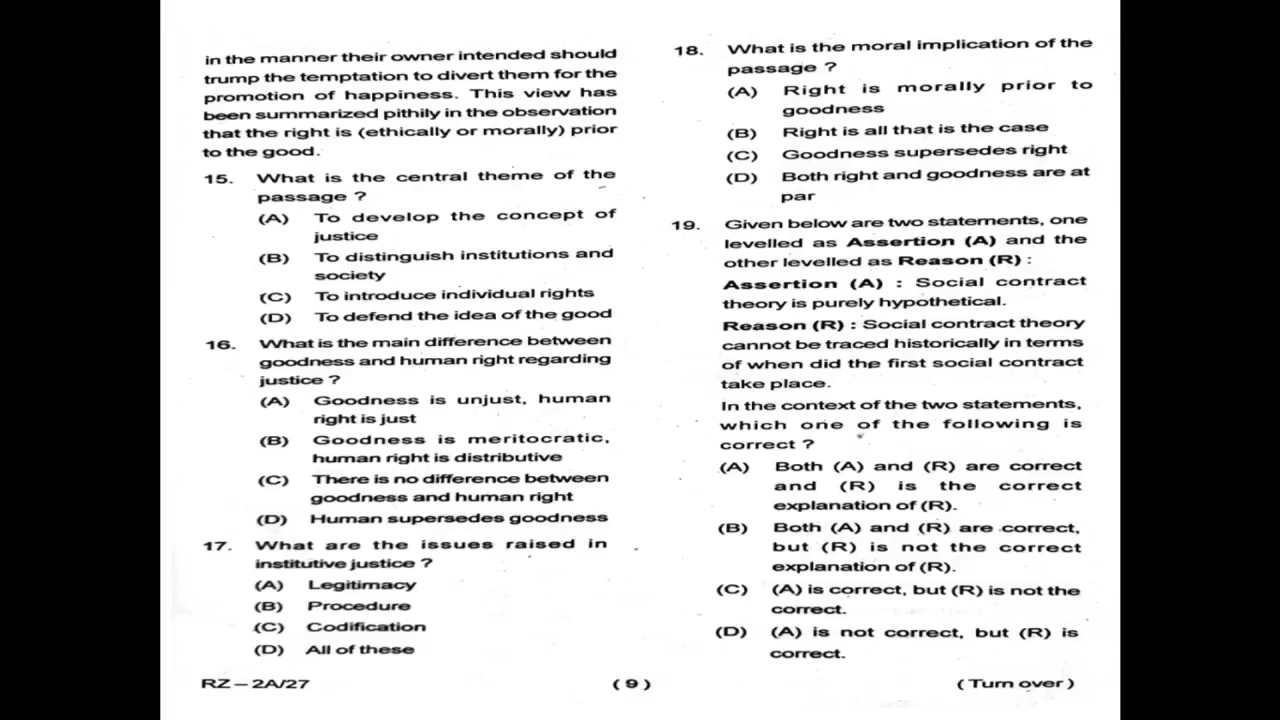 in the manner their owner intended should
trump the temptation to divert them for the
promotion of happiness. This view has
been summarized pithily in the observation
that the right is (ethically or morally) prior
to the good.
15. What is the central theme of the
passage ?
(A) To develop the concept of
justice
(B) To distinguish institutions and
society
(C) To introduce individual rights
(D) To defend the idea of the good
16. What is the main difference between
goodness and human right regarding
justice ?
(A) Goodness is unjust, human
right is just
(B) Goodness is meritocratic,
human right is distributive
(C) There is no difference between
goodness and human right
(D) Human supersedes goodness
17. What are the issues raised in
institutive justice ?
(A) Legitimacy
(B) Procedure
(C) Codification
(D) All of these
18. What is the moral implication of the
passage ?
(A) Right is morally prior to
goodness
(B) Right is all that is the case
(C) Goodness supersedes right
(D) Both right and goodness are at
par
19. Given below are two statements, one
levelled as Assertion (A) and the
other levelled as Reason (R) :
Assertion (A) : Social contract
theory is purely hypothetical.
Reason (R) : Social contract theory
cannot be traced historically in terms
of when did the first social contract
take place.
In the context of the two statements,
which one of the following is
correct ?
(A) Both (A) and (R) are correct
and (R) is the correct
explanation of (R).
(B) Both (A) and (R) are correct,
but (R) is not the correct
explanation of (R).
(C) (A) is correct, but (R) is not the
correct.
(D) (A) is not correct, but (R) is
correct.
RZ – 2A/27 ( 9 ) ( Turn over )